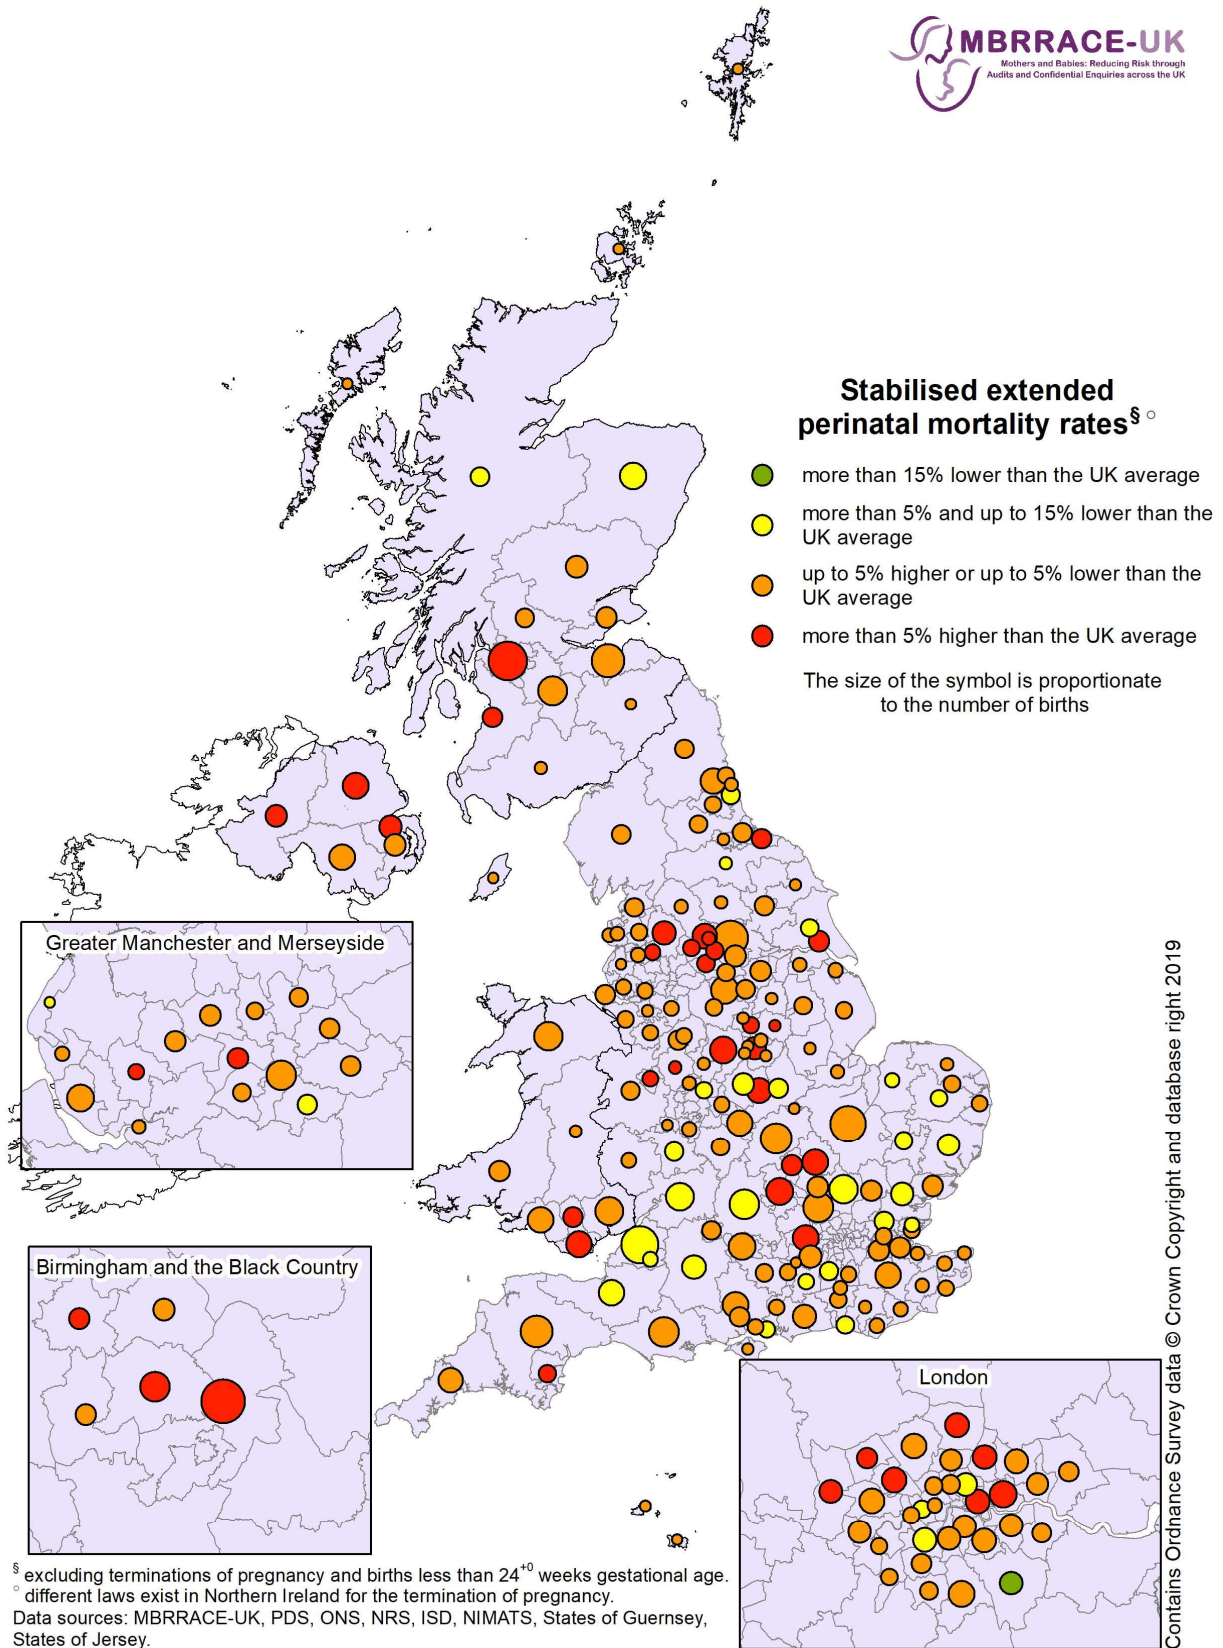 MBRRACE-UK
Mothers and Babies: Reducing Risk through
Audits and Confidential Enquiries across the UK
Stabilised extended
perinatal mortality rates§ ○
more than 15% lower than the UK average
more than 5% and up to 15% lower than the
UK average
up to 5% higher or up to 5% lower than the
UK average
more than 5% higher than the UK average
The size of the symbol is proportionate
to the number of births
Greater Manchester and Merseyside
Birmingham and the Black Country
London
§ excluding terminations of pregnancy and births less than 24+0 weeks gestational age.
○ different laws exist in Northern Ireland for the termination of pregnancy.
Data sources: MBRRACE-UK, PDS, ONS, NRS, ISD, NIMATS, States of Guernsey,
States of Jersey.
Contains Ordnance Survey data © Crown Copyright and database right 2019